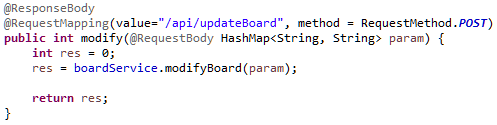 @ResponseBody
@RequestMapping(value="/api/updateBoard", method = RequestMethod.POST)
public int modify(@RequestBody HashMap<String, String> param) {
int res = 0;
res = boardService.modifyBoard(param);
return res;
}